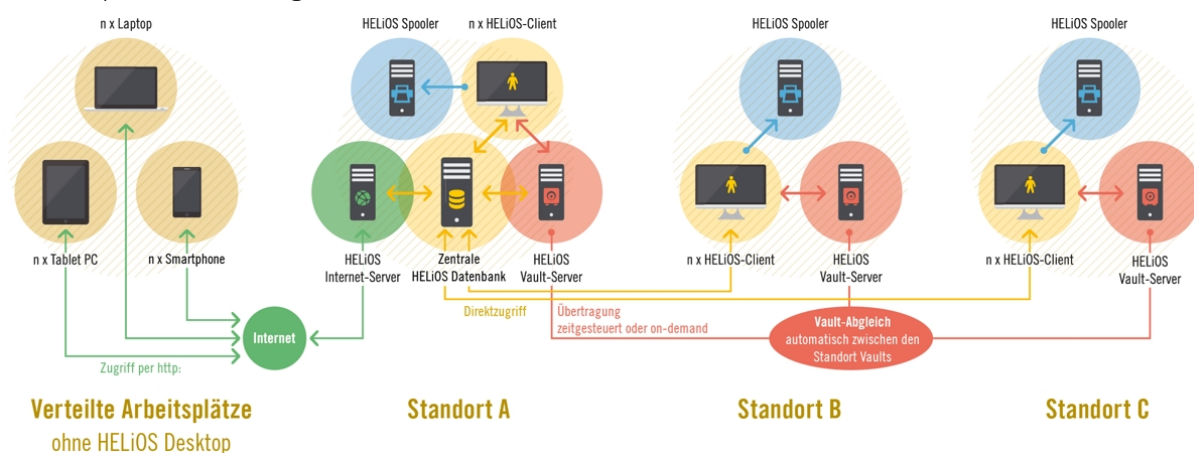 n x Laptop
HELiOS Spooler
n x HELiOS-Client
HELiOS Spooler
HELiOS Spooler
n x Tablet PC
n x Smartphone
HELiOS
Internet-Server
Zentrale
HELiOS Datenbank
HELiOS
Vault-Server
n x HELiOS-Client
HELiOS
Vault-Server
n x HELiOS-Client
HELiOS
Vault-Server
Internet
Zugriff per http:
Direktzugriff
Übertragung
zeitgesteuert oder on-demand
Vault-Abgleich
automatisch zwischen den
Standort Vaults
Verteilte Arbeitsplätze
ohne HELiOS Desktop
Standort A
Standort B
Standort C